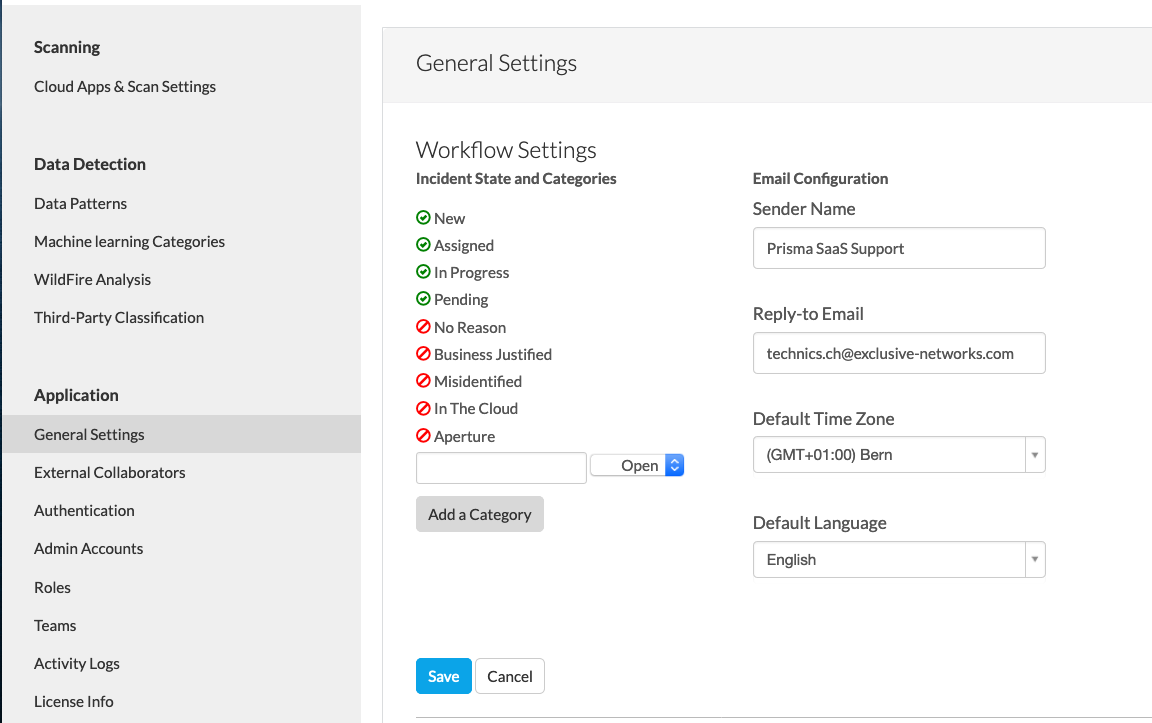 Scanning
Cloud Apps & Scan Settings
Data Detection
Data Patterns
Machine learning Categories
WildFire Analysis
Third-Party Classification
Application
General Settings
External Collaborators
Authentication
Admin Accounts
Roles
Teams
Activity Logs
License Info
General Settings
Workflow Settings
Incident State and Categories
New
Assigned
In Progress
Pending
No Reason
Business Justified
Misidentified
In The Cloud
Aperture
Open
Add a Category
Email Configuration
Sender Name
Prisma SaaS Support
Reply-to Email
technics.ch@exclusive-networks.com
Default Time Zone
(GMT+01:00) Bern
Default Language
English
Save
Cancel